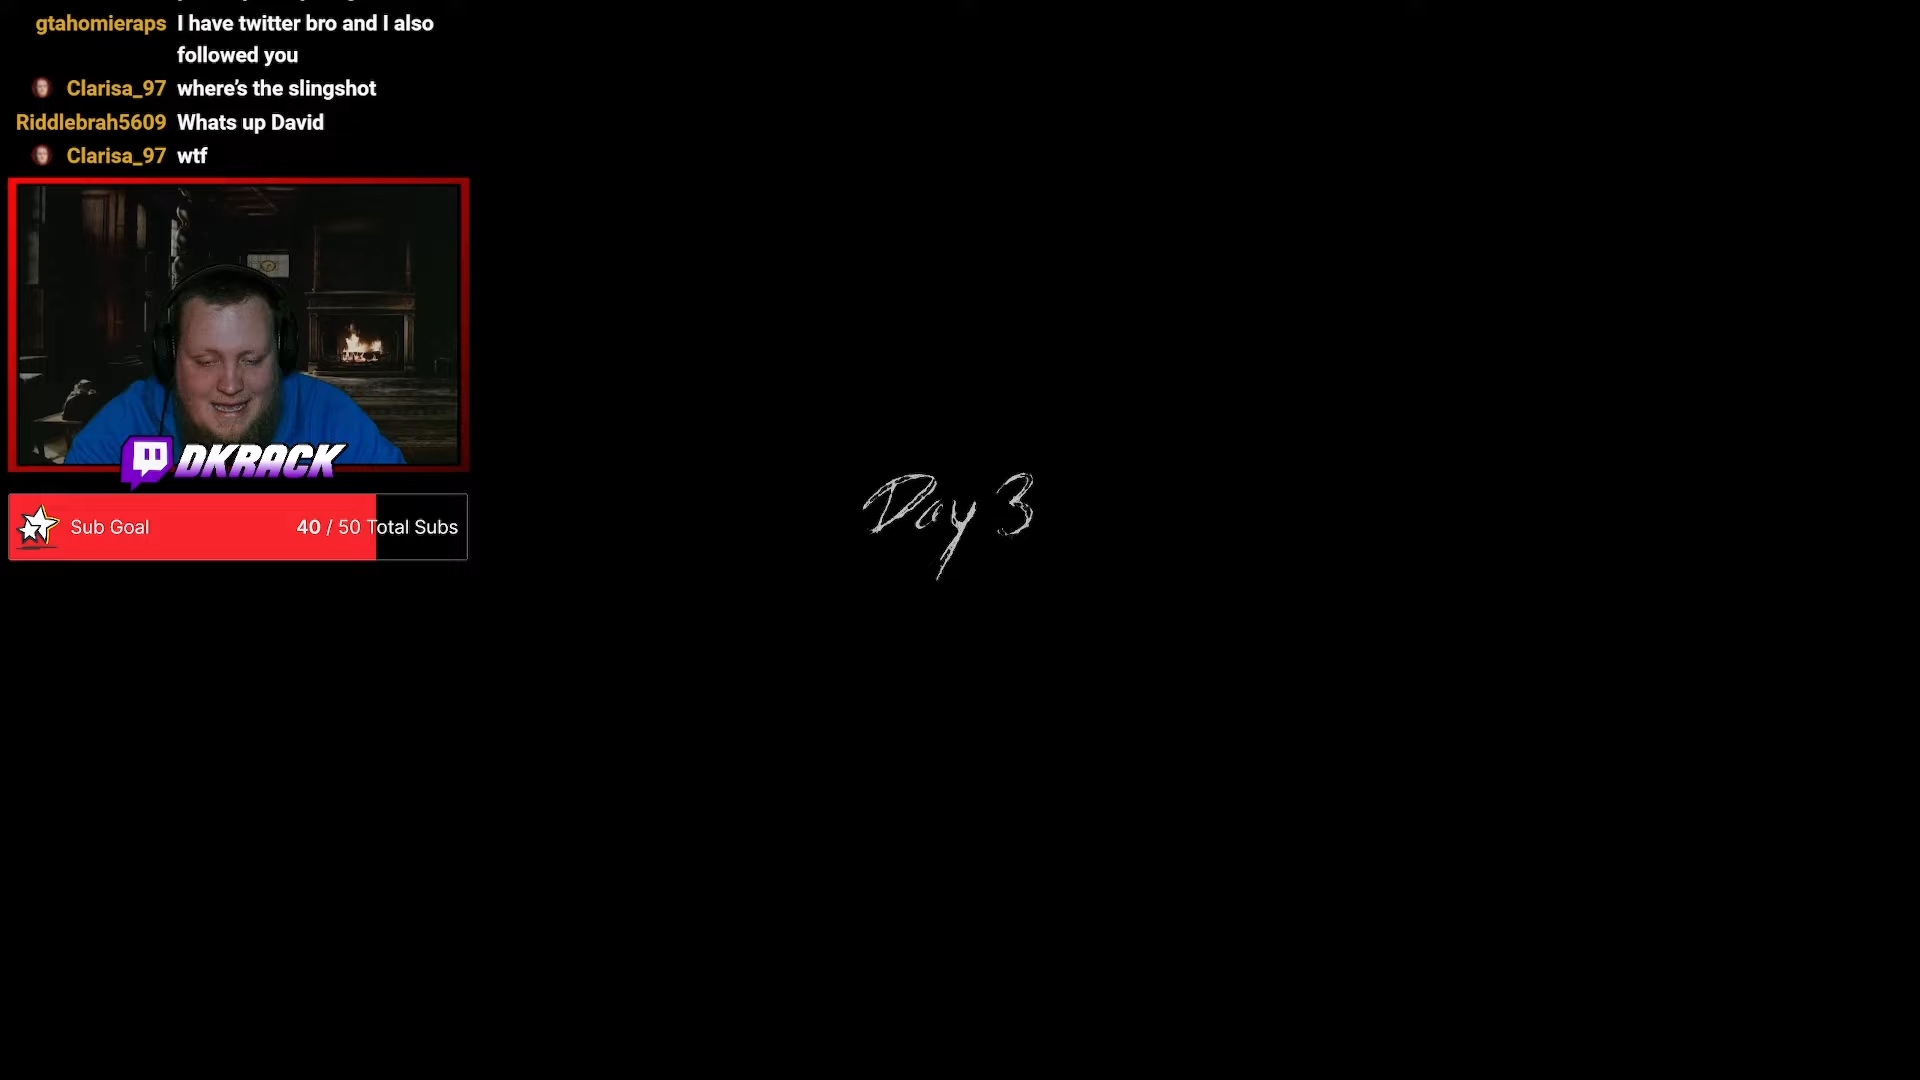 gtahomieraps I have twitter bro and I also
followed you
Clarisa_97 where’s the slingshot
Riddlebrah5609 Whats up David
Clarisa_97 wtf
DKRACK
Sub Goal 40 / 50 Total Subs
Day 3